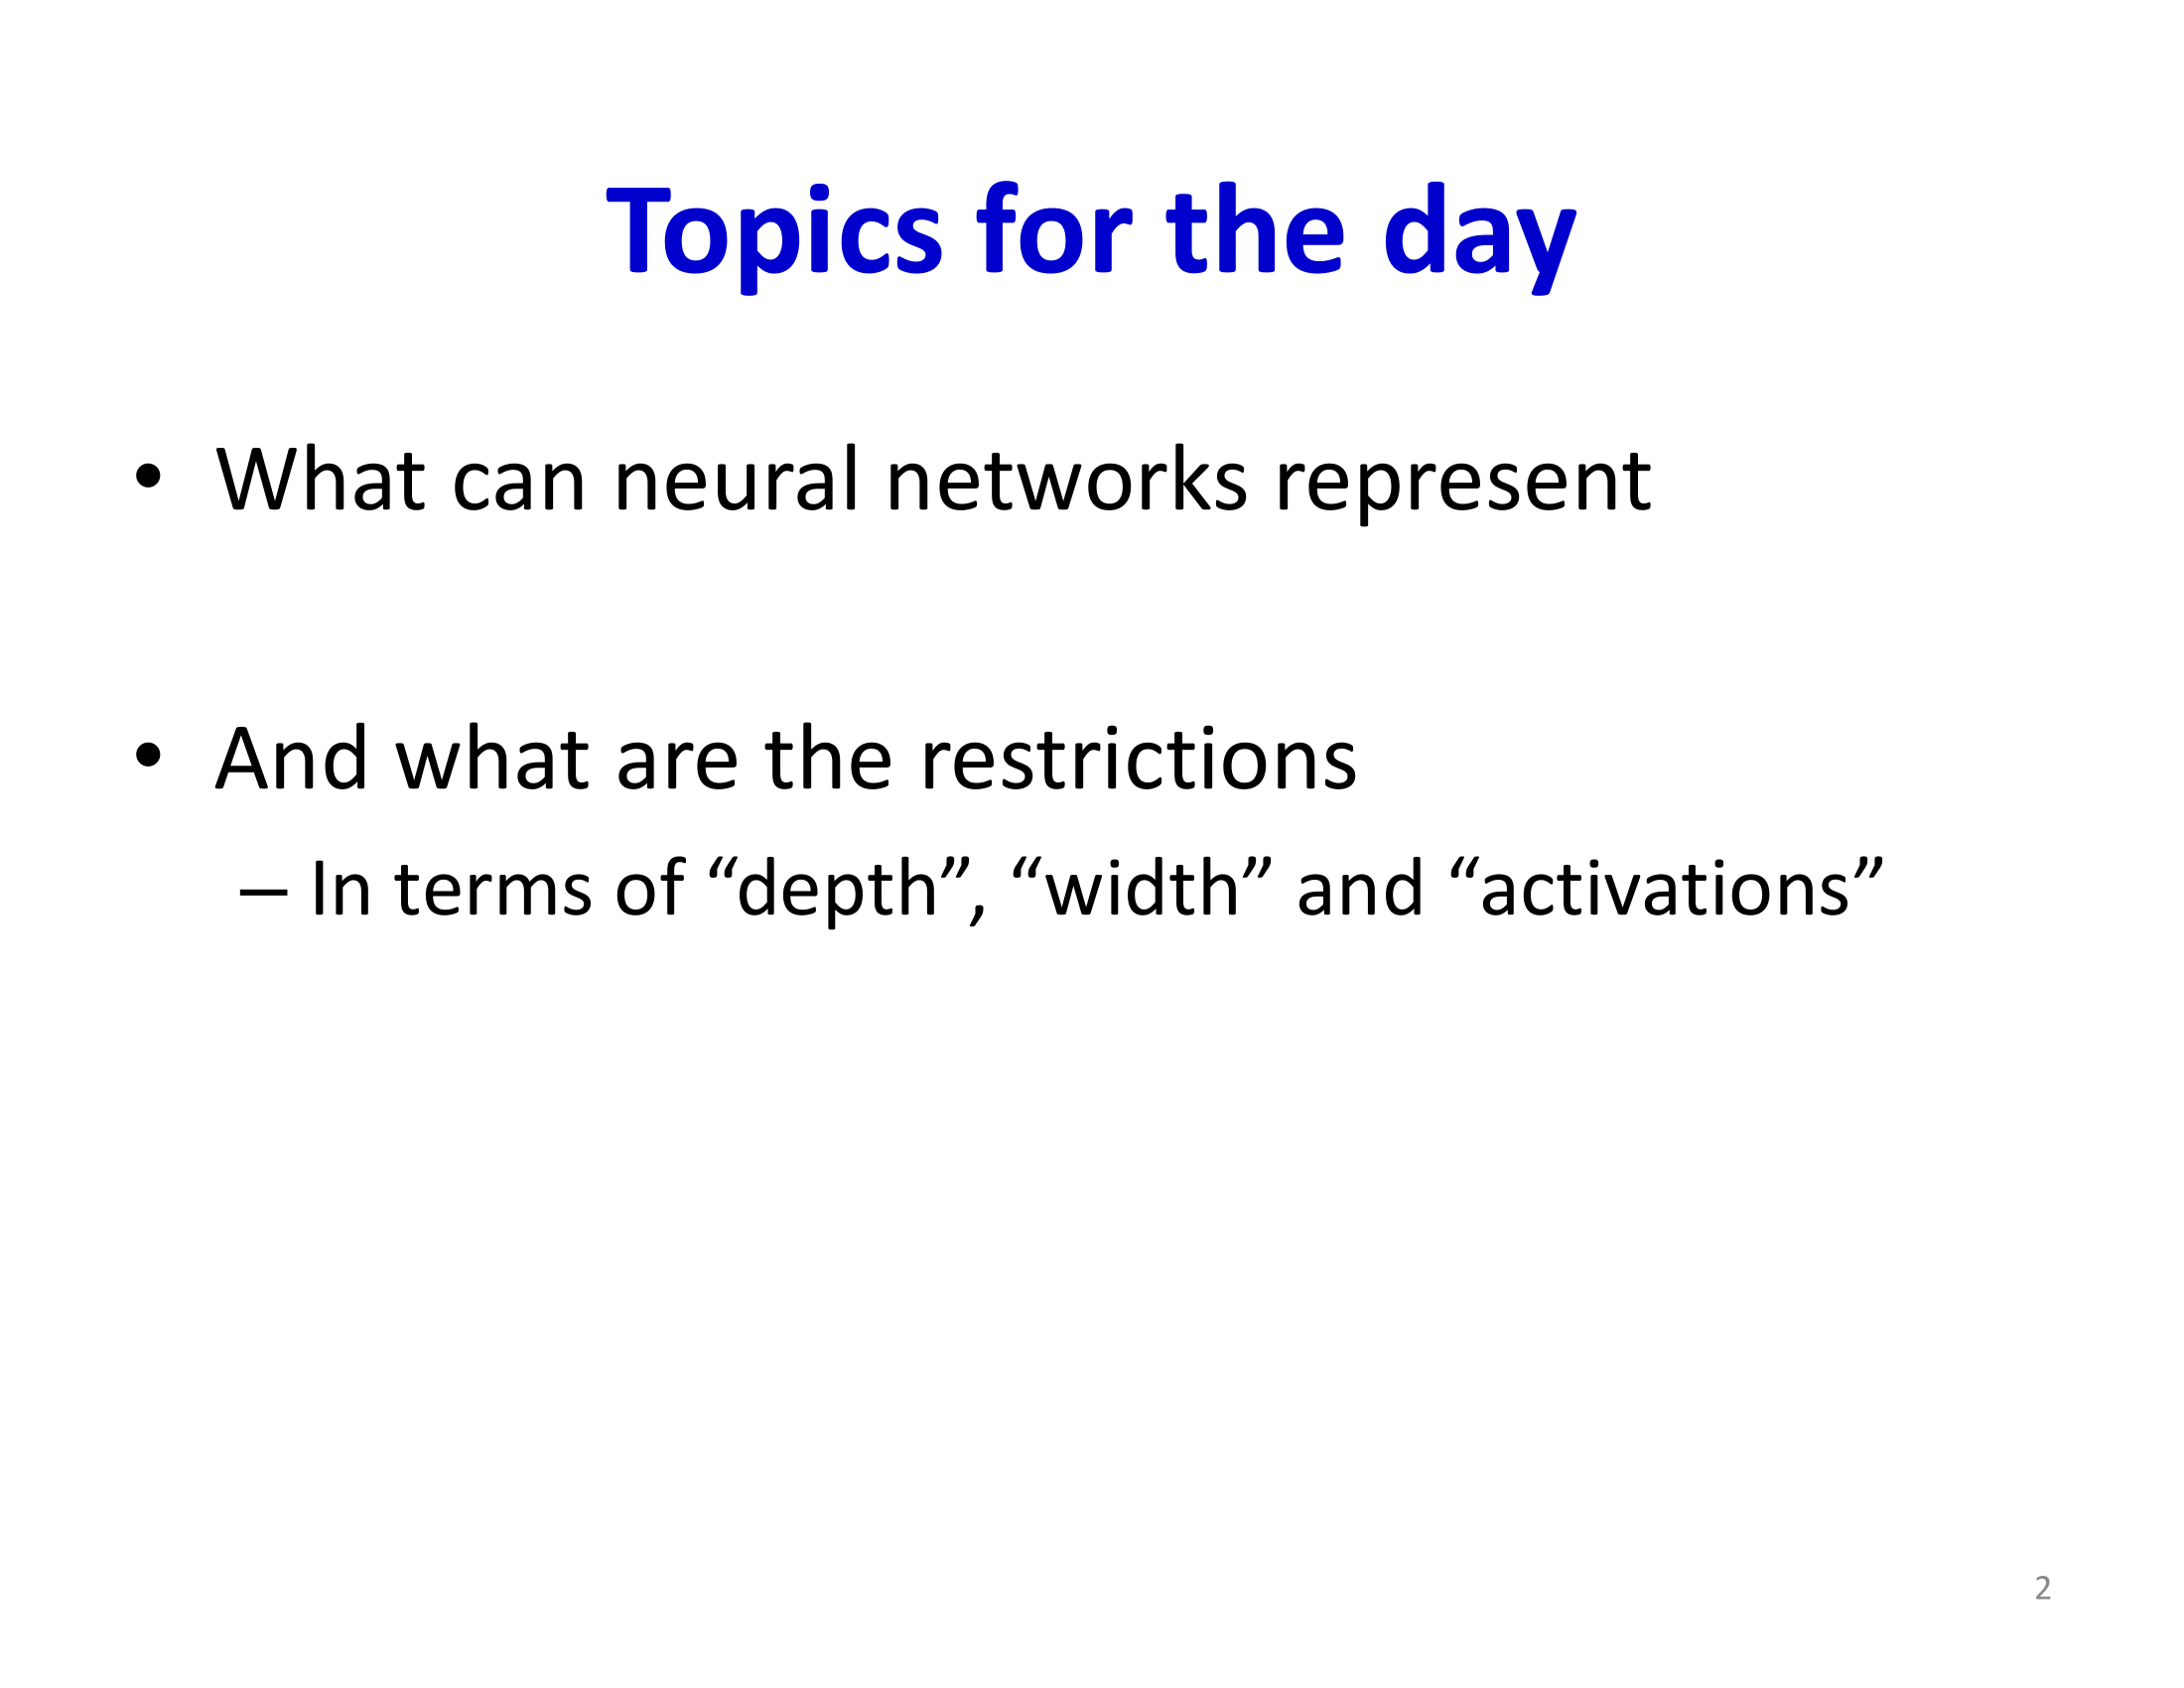 Topics for the day
• What can neural networks represent
• And what are the restrictions
– In terms of “depth”, “width” and “activations”
2